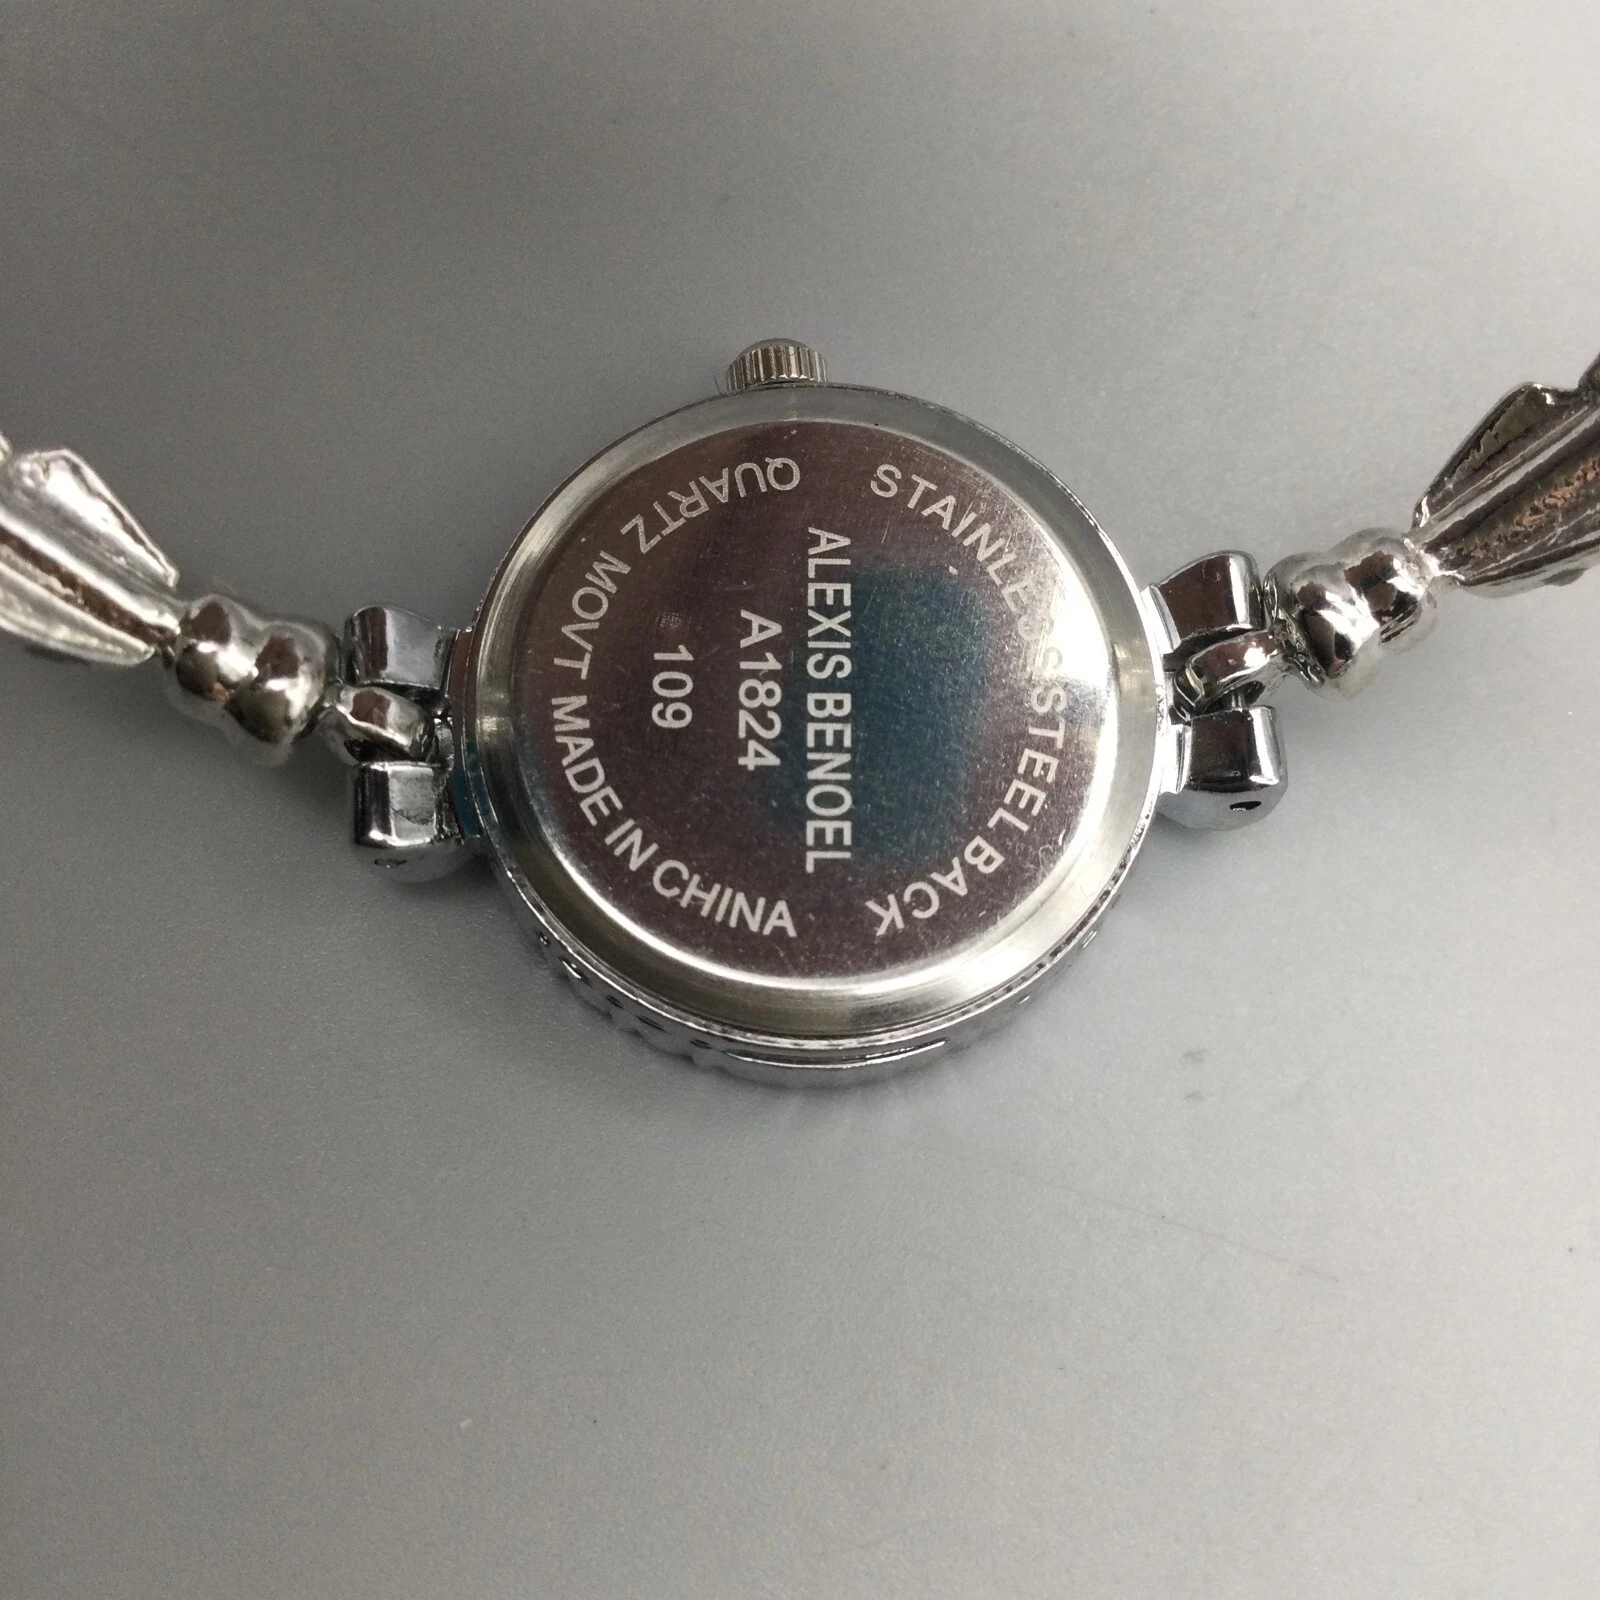 STAINLESS STEEL BACK
ALEXIS BENOEL
A1824
109
QUARTZ MOVT MADE IN CHINA